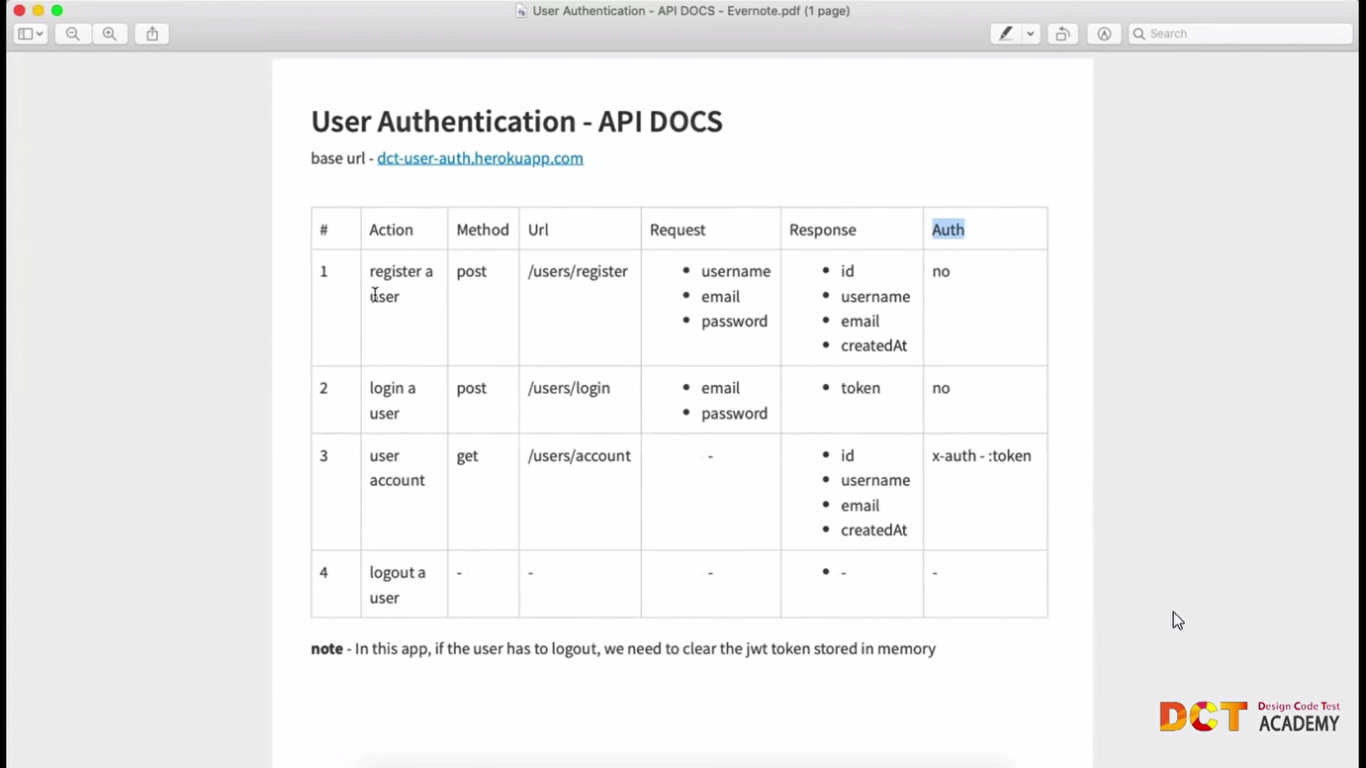 User Authentication - API DOCS - Evernote.pdf (1 page)
Search
User Authentication - API DOCS
base url - dct-user-auth.herokuapp.com
# Action Method Url Request Response Auth
1 register a user post /users/register • username • email • password • id • username • email • createdAt no
2 login a user post /users/login • email • password • token no
3 user account get /users/account - • id • username • email • createdAt x-auth - :token
4 logout a user - - - • - -
note - In this app, if the user has to logout, we need to clear the jwt token stored in memory
DCT Design Code Test
ACADEMY